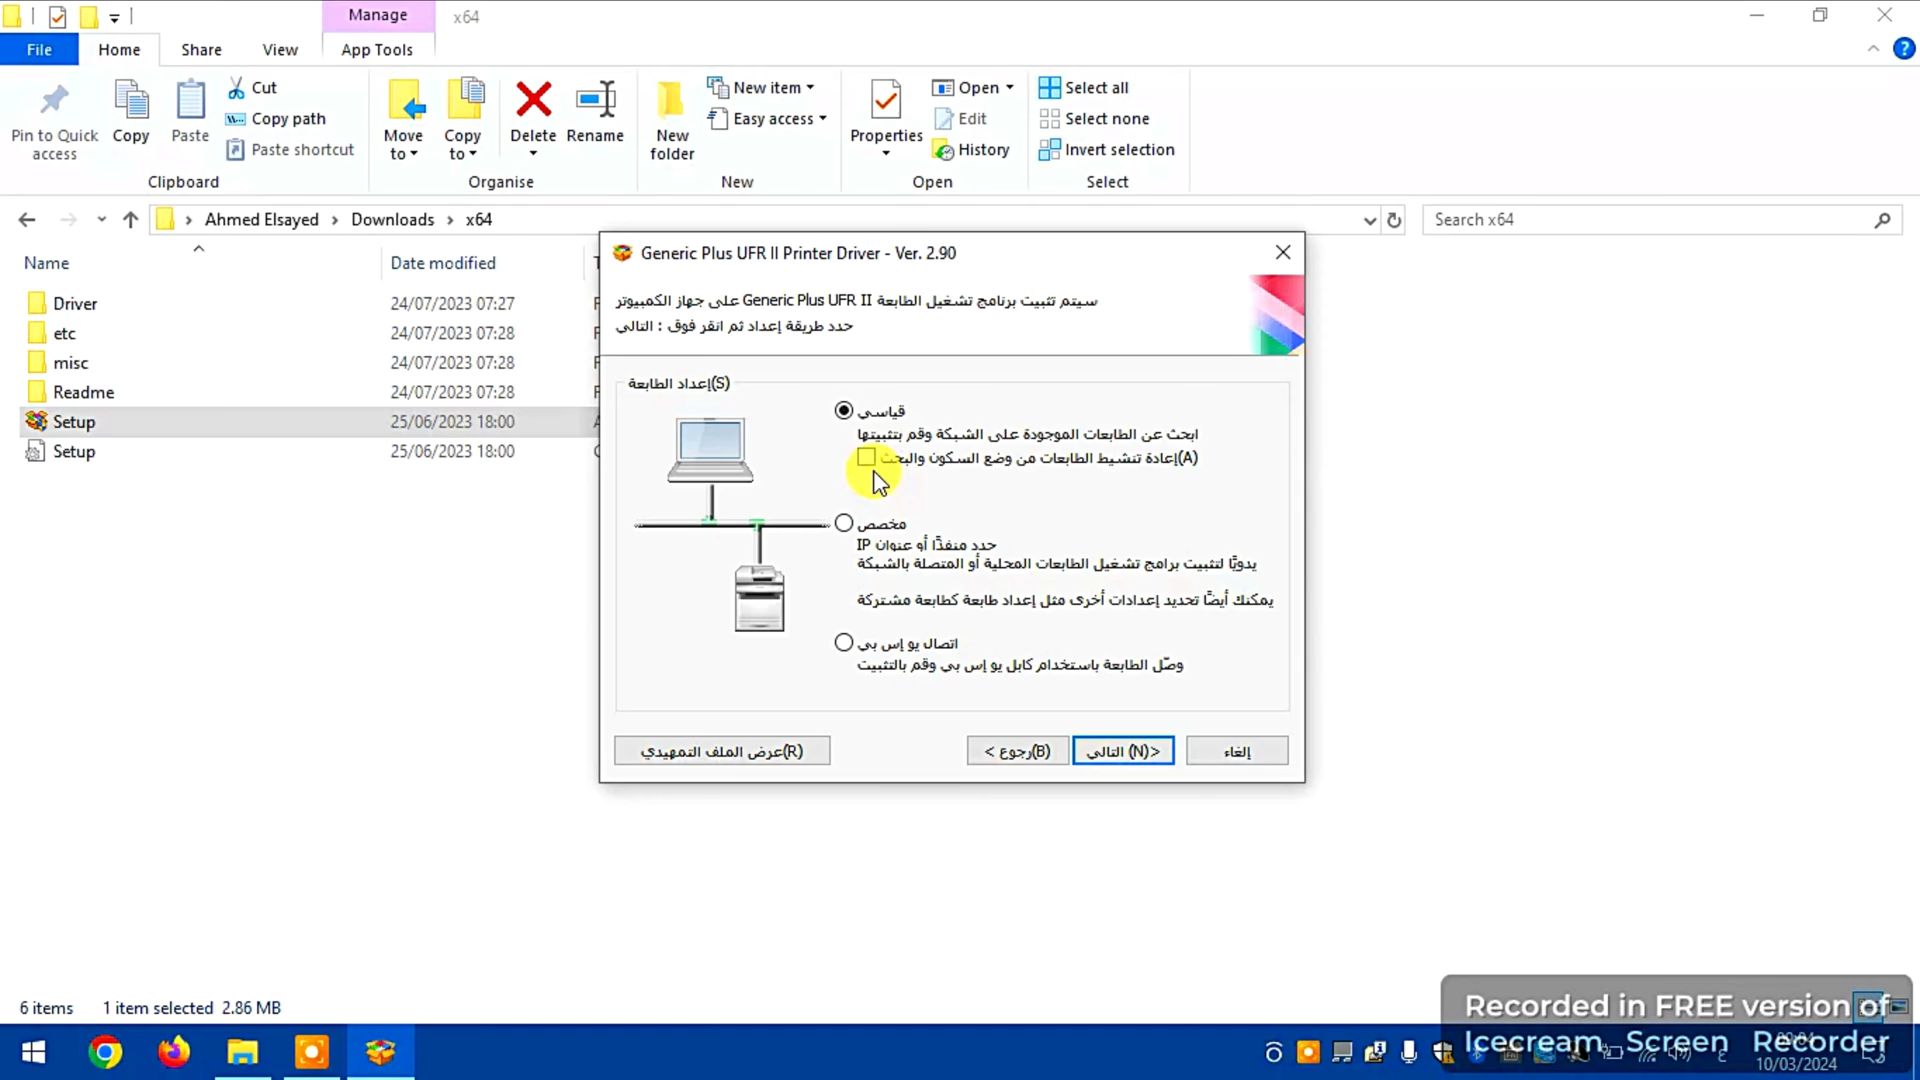 Manage
x64
File
Home
Share
View
App Tools
Pin to Quick access
Copy
Paste
Cut
Copy path
Paste shortcut
Clipboard
Move to
Copy to
Delete
Rename
Organise
New folder
New item
Easy access
New
Properties
Open
Edit
History
Open
Select all
Select none
Invert selection
Select
Ahmed Elsayed
Downloads
x64
Search x64
Name
Date modified
Driver 24/07/2023 07:27
etc 24/07/2023 07:28
misc 24/07/2023 07:28
Readme 24/07/2023 07:28
Setup 25/06/2023 18:00
Setup 25/06/2023 18:00
Generic Plus UFR II Printer Driver - Ver. 2.90
سيتم تثبيت برنامج تشغيل الطابعة Generic Plus UFR II على جهاز الكمبيوتر
حدد طريقة إعداد ثم انقر فوق : التالي
إعداد الطابعة(S)
قياسي
ابحث عن الطابعات الموجودة على الشبكة وقم بتثبيتها
إعادة تنشيط الطابعات من وضع السكون والبحث(A)
مخصص
حدد منفذًا أو عنوان IP
يدويًا لتثبيت برامج تشغيل الطابعات المحلية أو المتصلة بالشبكة
يمكنك أيضًا تحديد إعدادات أخرى مثل إعداد طابعة كطابعة مشتركة
اتصال يو إس بي
وصّل الطابعة باستخدام كابل يو إس بي وقم بالتثبيت
عرض الملف التمهيدي(R)
< رجوع(B)
التالي (N)>
إلغاء
6 items
1 item selected 2.86 MB
Recorded in FREE version of
Icecream Screen Recorder
10/03/2024